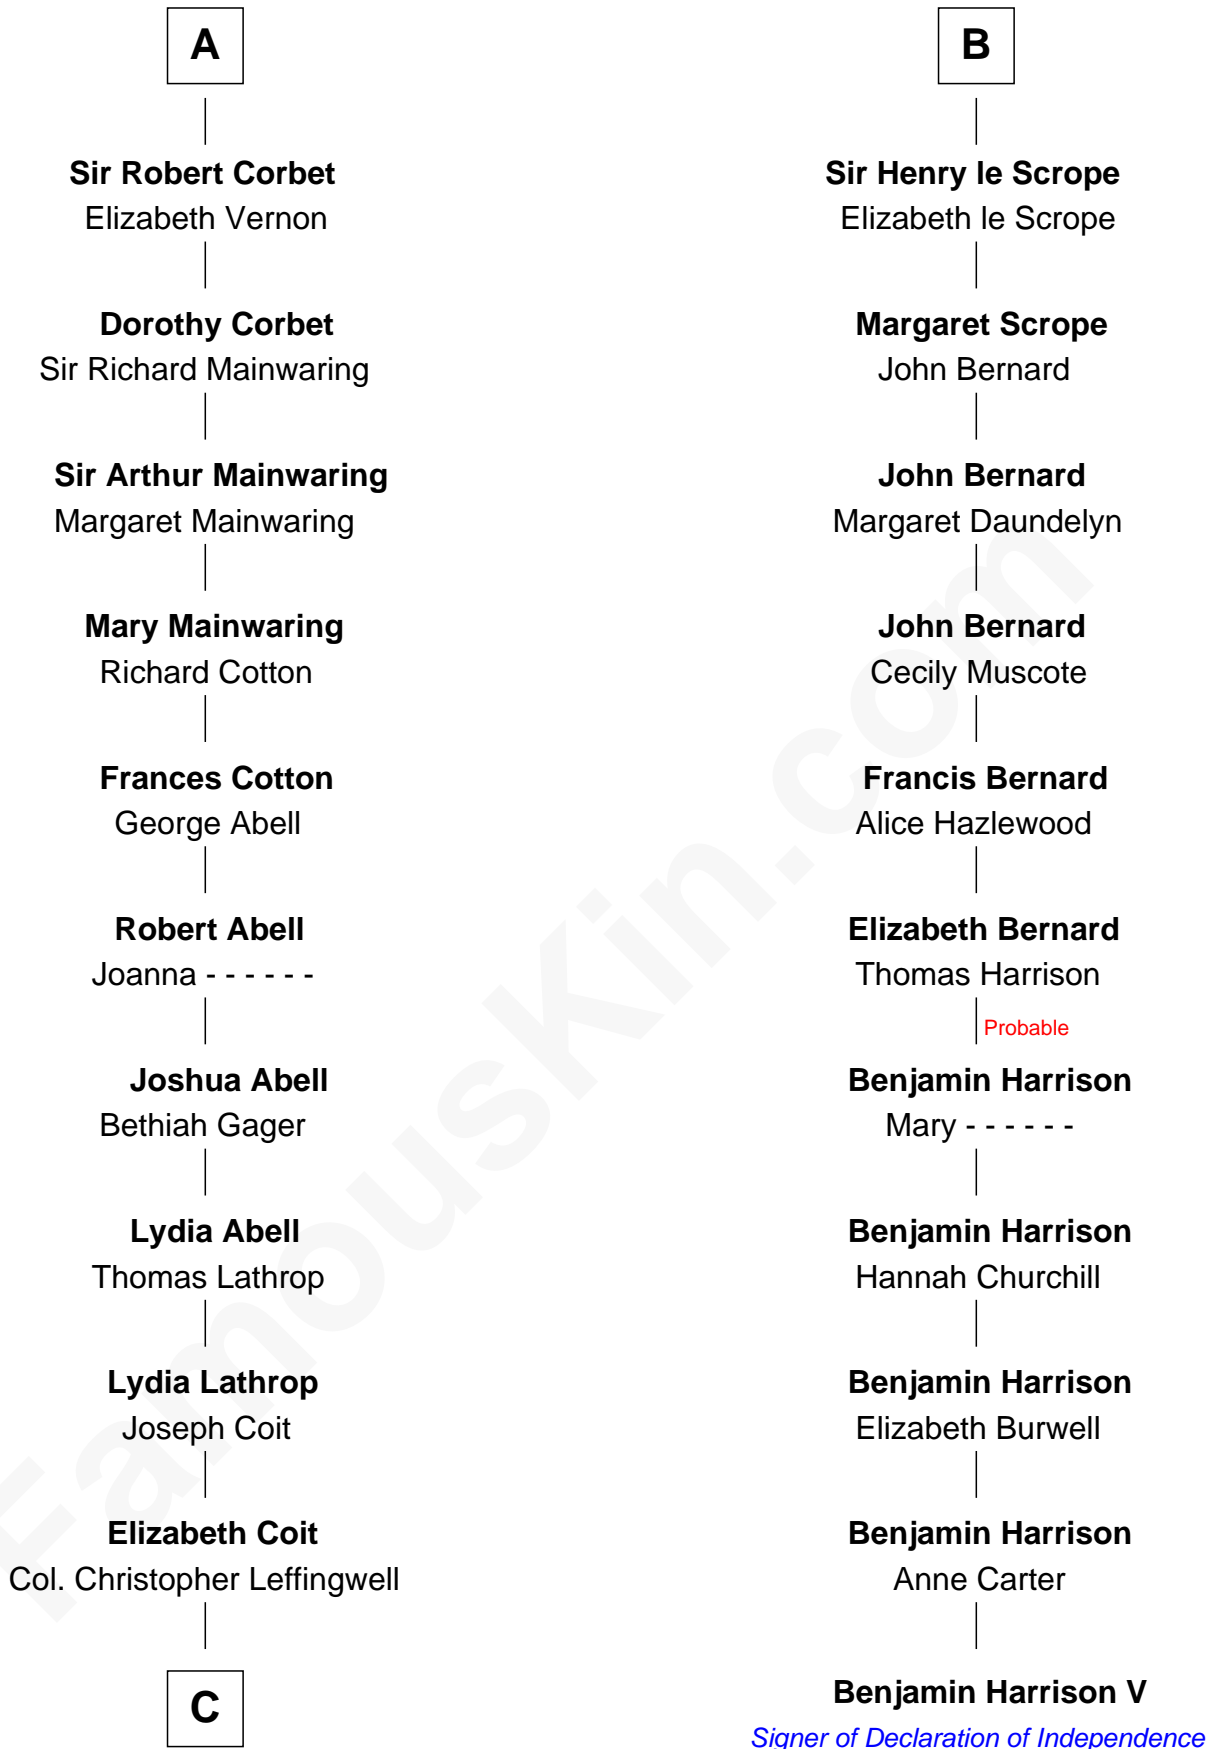 A
Sir Robert Corbet
Elizabeth Vernon
Dorothy Corbet
Sir Richard Mainwaring
Sir Arthur Mainwaring
Margaret Mainwaring
Mary Mainwaring
Richard Cotton
Frances Cotton
George Abell
Robert Abell
Joanna - - - - - -
Joshua Abell
Bethiah Gager
Lydia Abell
Thomas Lathrop
Lydia Lathrop
Joseph Coit
Elizabeth Coit
Col. Christopher Leffingwell
C
B
Sir Henry le Scrope
Elizabeth le Scrope
Margaret Scrope
John Bernard
John Bernard
Margaret Daundelyn
John Bernard
Cecily Muscote
Francis Bernard
Alice Hazlewood
Elizabeth Bernard
Thomas Harrison
Probable
Benjamin Harrison
Mary - - - - - -
Benjamin Harrison
Hannah Churchill
Benjamin Harrison
Elizabeth Burwell
Benjamin Harrison
Anne Carter
Benjamin Harrison V
Signer of Declaration of Independence
FamousKin.com